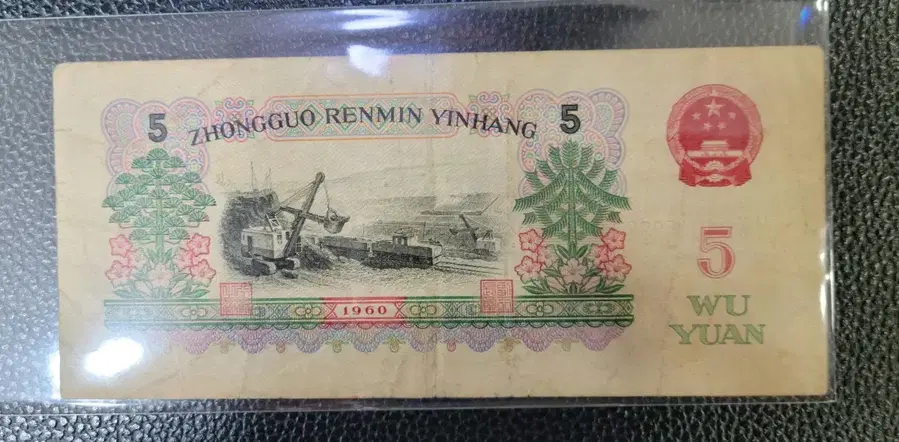 5 ZHONGGUO RENMIN YINHANG 5
5
WU
YUAN
1960